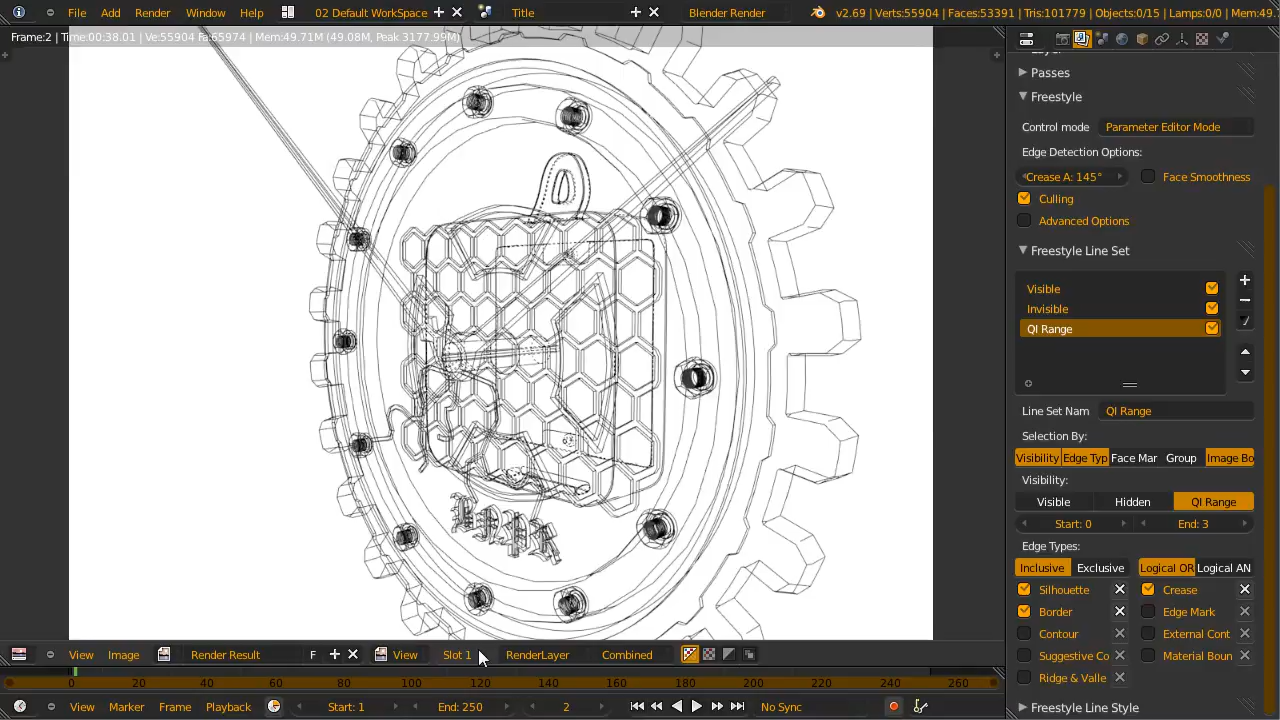 File Add Render Window Help 02 Default WorkSpace Title Blender Render v2.69 | Verts:55904 | Faces:53391 | Tris:101779 | Objects:0/15 | Lamps:0/0 | Mem:49.
Frame:2 | Time:00:38.01 | Ve:55904 Fa:65974 | Mem:49.71M (49.08M, Peak 3177.99M)
Passes
Freestyle
Control mode Parameter Editor Mode
Edge Detection Options:
Crease A: 145° Face Smoothness
Culling
Advanced Options
Freestyle Line Set
Visible
Invisible
QI Range
Line Set Nam QI Range
Selection By:
Visibility Edge Typ Face Mar Group Image Bo
Visibility:
Visible Hidden QI Range
Start: 0 End: 3
Edge Types:
Inclusive Exclusive Logical OR Logical AN
Silhouette Crease
Border Edge Mark
Contour External Cont
Suggestive Co Material Boun
Ridge & Valle
Freestyle Line Style
View Image Render Result F View Slot 1 RenderLayer Combined
0 20 40 60 80 100 120 140 160 180 200 220 240 260
View Marker Frame Playback Start: 1 End: 250 2 No Sync